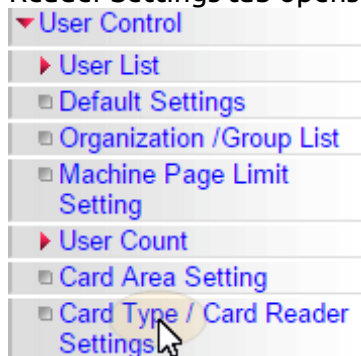 User Control
User List
Default Settings
Organization /Group List
Machine Page Limit
Setting
User Count
Card Area Setting
Card Type / Card Reader
Settings